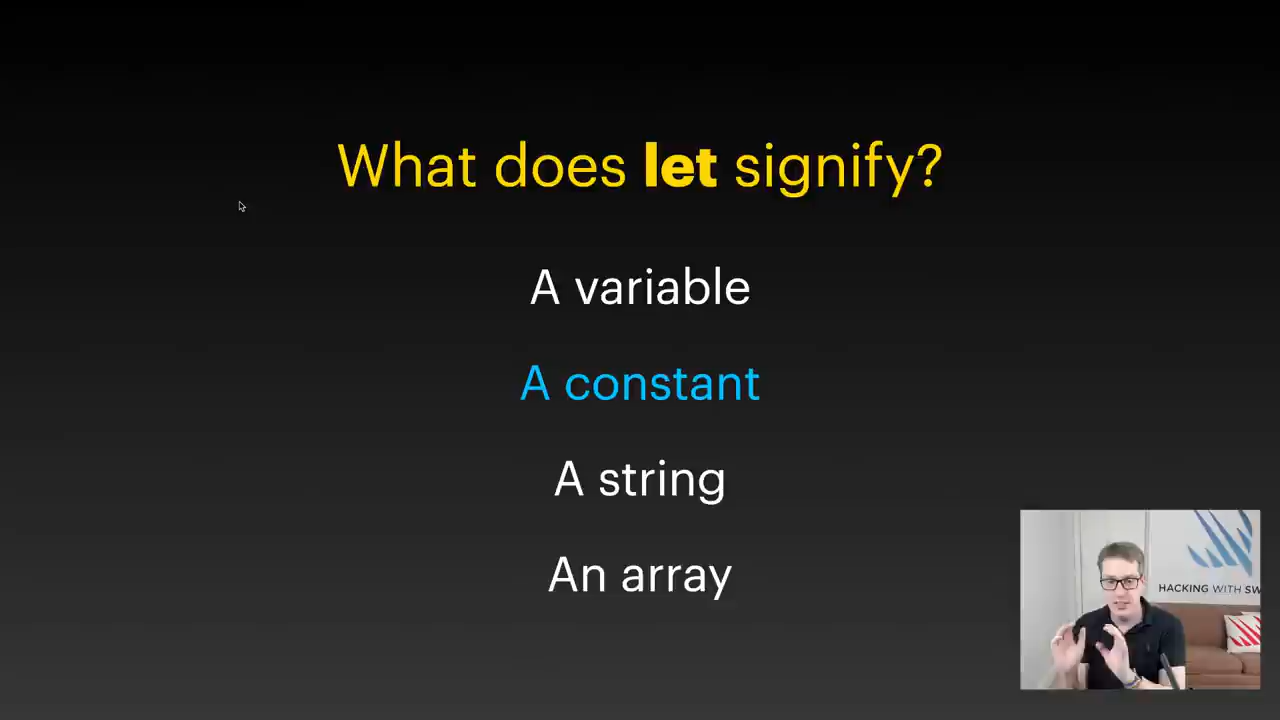 What does let signify?
A variable
A constant
A string
An array
HACKING WITH SW